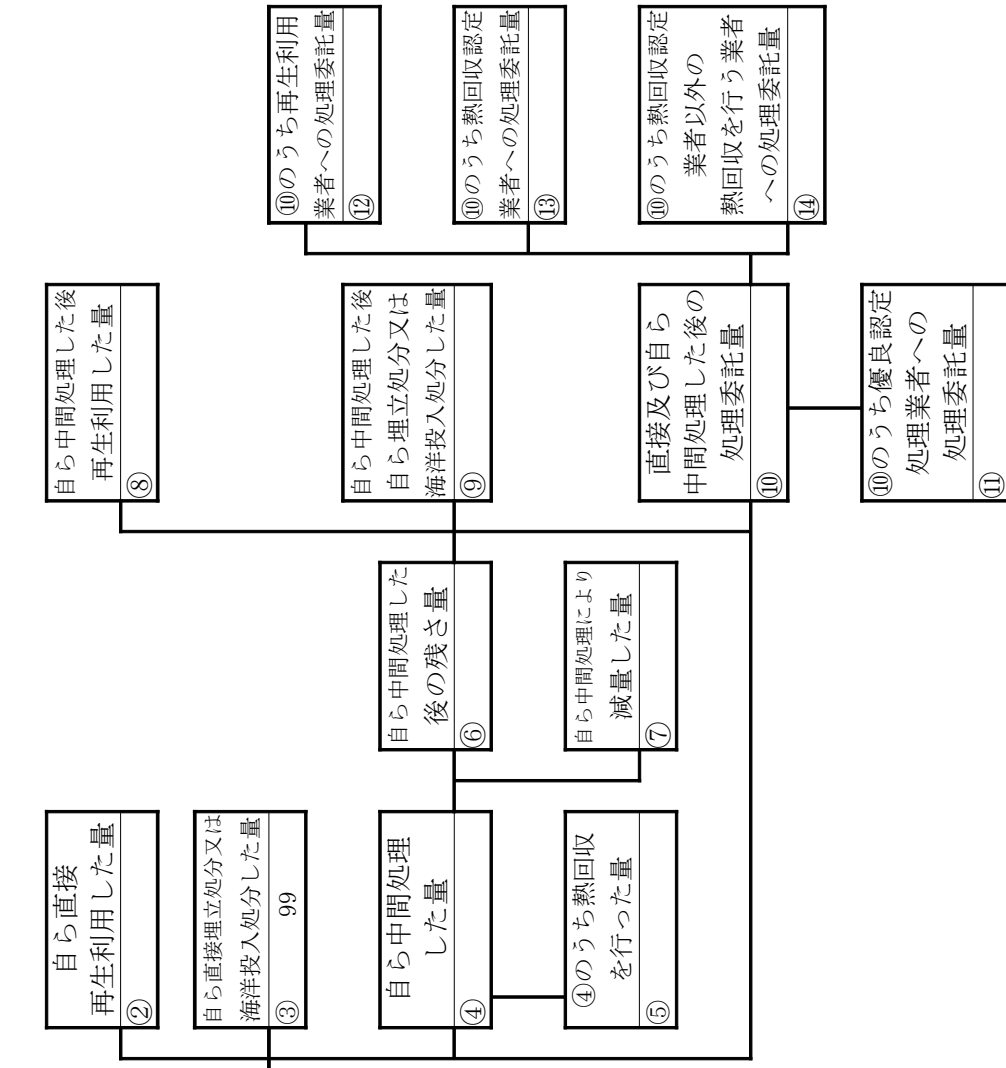 自ら直接
再生利用した量
②
自ら直接埋立処分又は
海洋投入処分した量
③ 99
自ら中間処理
した量
④
④のうち熱回収
を行った量
⑤
自ら中間処理した
後の残さ量
⑥
自ら中間処理により
減量した量
⑦
自ら中間処理した後
再生利用した量
⑧
自ら中間処理した後
自ら埋立処分又は
海洋投入処分した量
⑨
直接及び自ら
中間処理した後の
処理委託量
⑩
⑩のうち優良認定
処理業者への
処理委託量
⑪
⑩のうち再生利用
業者への処理委託量
⑫
⑩のうち熱回収認定
業者への処理委託量
⑬
⑩のうち熱回収認定
業者以外の
熱回収を行う業者
への処理委託量
⑭